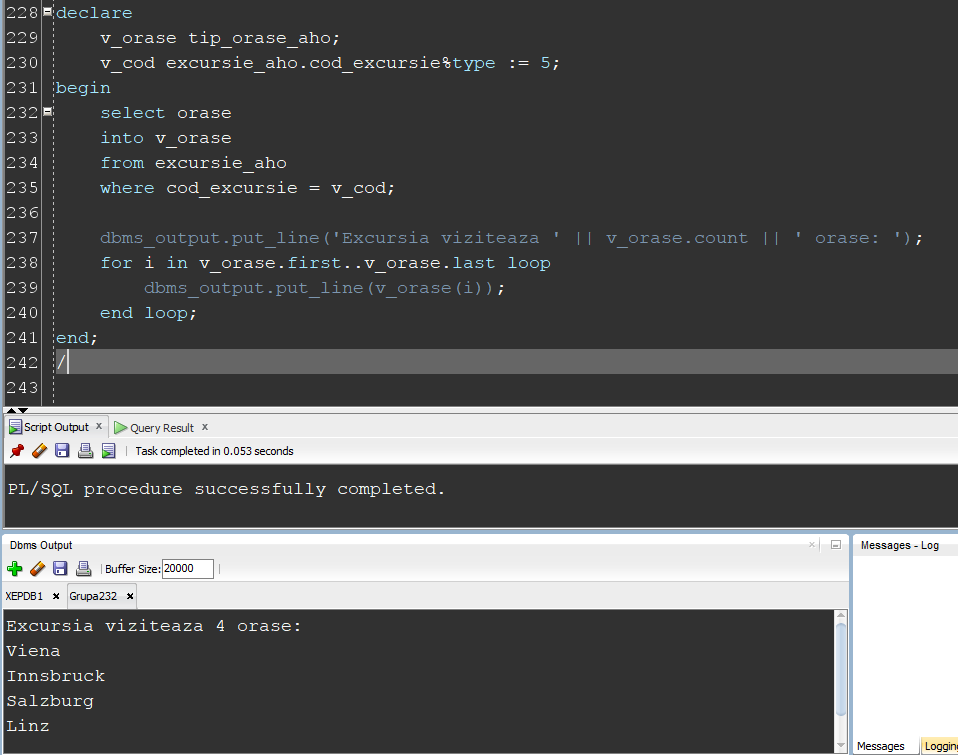 228 declare
229 v_orase tip_orase_aho;
230 v_cod excursie_aho.cod_excursie%type := 5;
231 begin
232 select orase
233 into v_orase
234 from excursie_aho
235 where cod_excursie = v_cod;
236
237 dbms_output.put_line('Excursia viziteaza ' || v_orase.count || ' orase: ');
238 for i in v_orase.first..v_orase.last loop
239 dbms_output.put_line(v_orase(i));
240 end loop;
241 end;
242 /
243
Script Output x Query Result x
Task completed in 0.053 seconds
PL/SQL procedure successfully completed.
Dbms Output
Buffer Size: 20000
XEPDB1 x Grupa232 x
Excursia viziteaza 4 orase:
Viena
Innsbruck
Salzburg
Linz
Messages - Log
Messages Logging